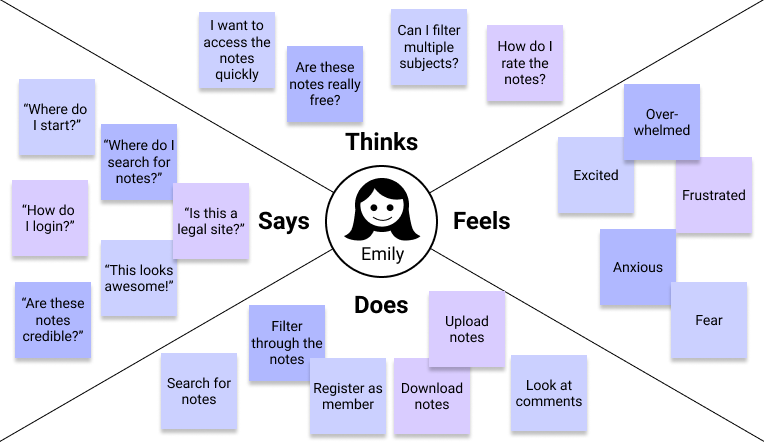 I want to
access the
notes
quickly
Are these
notes really
free?
Can I filter
multiple
subjects?
How do I
rate the
notes?
Thinks
“Where do
I start?”
“Where do I
search for
notes?”
“How do
I login?”
“Is this a
legal site?”
“This looks
awesome!”
“Are these
notes
credible?”
Says
Emily
Feels
Over-
whelmed
Excited
Frustrated
Anxious
Fear
Does
Filter
through the
notes
Upload
notes
Search for
notes
Register as
member
Download
notes
Look at
comments